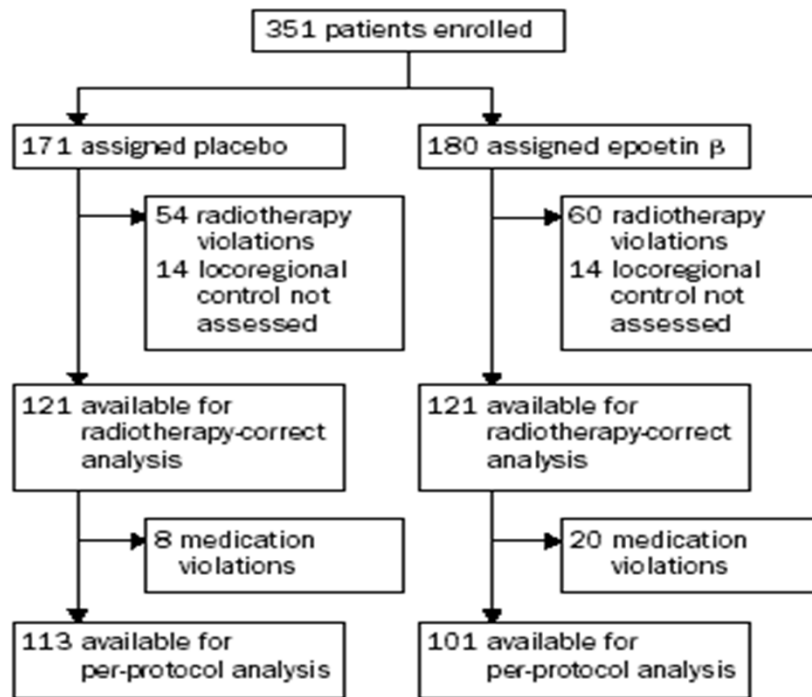 351 patients enrolled
171 assigned placebo
180 assigned epoetin β
54 radiotherapy
violations
14 locoregional
control not
assessed
60 radiotherapy
violations
14 locoregional
control not
assessed
121 available for
radiotherapy-correct
analysis
121 available for
radiotherapy-correct
analysis
8 medication
violations
20 medication
violations
113 available for
per-protocol analysis
101 available for
per-protocol analysis